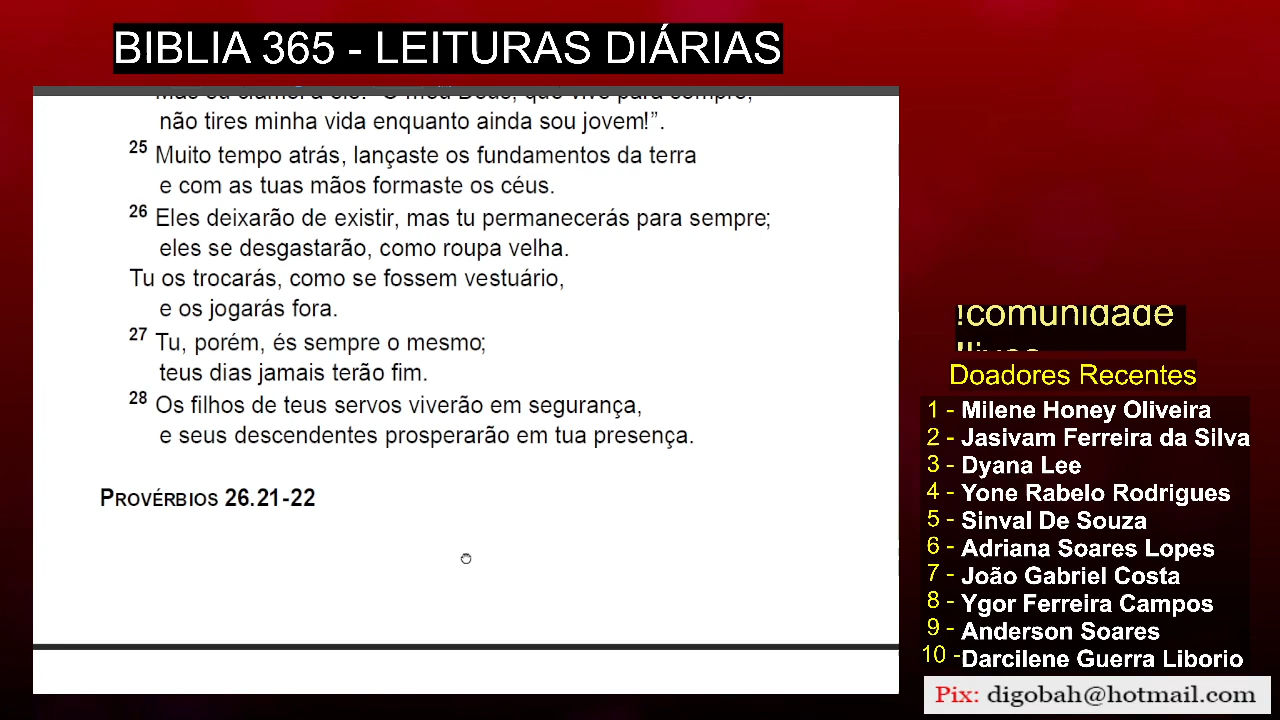 BIBLIA 365 - LEITURAS DIÁRIAS
não tires minha vida enquanto ainda sou jovem!”.
25 Muito tempo atrás, lançaste os fundamentos da terra
e com as tuas mãos formaste os céus.
26 Eles deixarão de existir, mas tu permanecerás para sempre;
eles se desgastarão, como roupa velha.
Tu os trocarás, como se fossem vestuário,
e os jogarás fora.
27 Tu, porém, és sempre o mesmo;
teus dias jamais terão fim.
28 Os filhos de teus servos viverão em segurança,
e seus descendentes prosperarão em tua presença.
PROVÉRBIOS 26.21-22
!comunidade
Doadores Recentes
1 - Milene Honey Oliveira
2 - Jasivam Ferreira da Silva
3 - Dyana Lee
4 - Yone Rabelo Rodrigues
5 - Sinval De Souza
6 - Adriana Soares Lopes
7 - João Gabriel Costa
8 - Ygor Ferreira Campos
9 - Anderson Soares
10 - Darcilene Guerra Liborio
Pix: digobah@hotmail.com